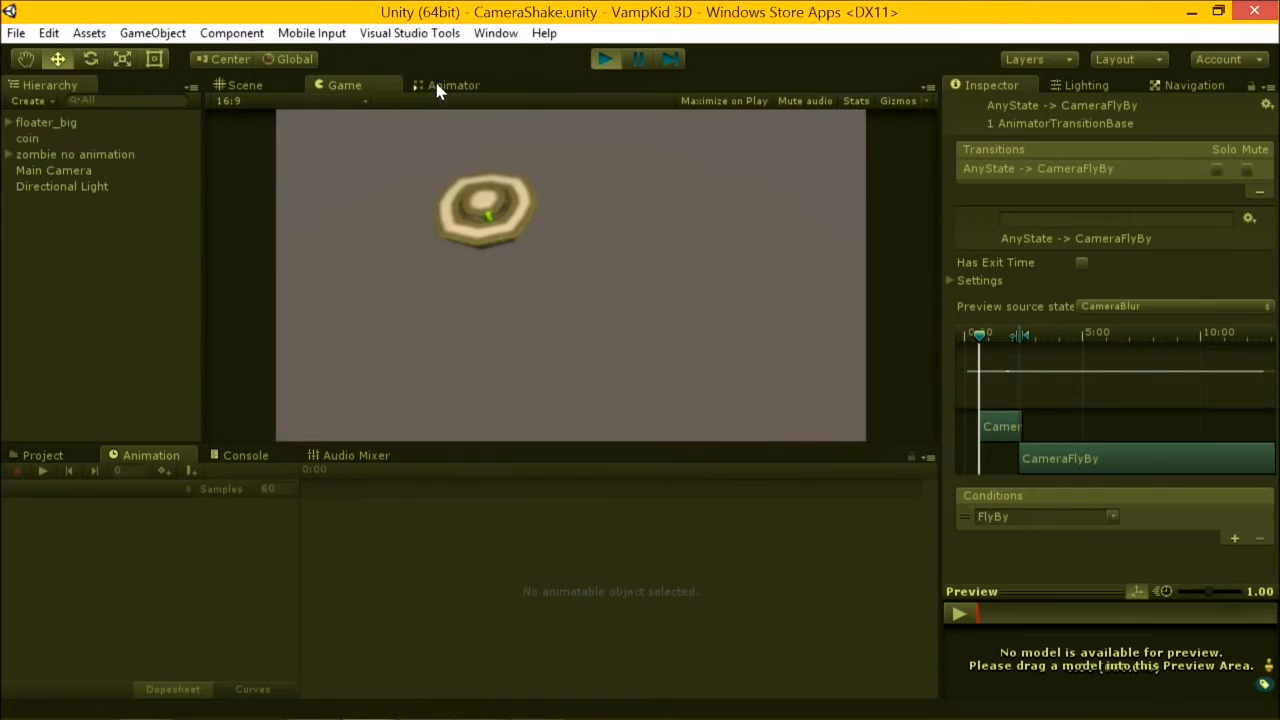 Unity (64bit) - CameraShake.unity - VampKid 3D - Windows Store Apps <DX11>
File Edit Assets GameObject Component Mobile Input Visual Studio Tools Window Help
Center Global Layers Layout Account
Hierarchy Scene Game Animator Inspector Lighting Navigation
Create All 16:9 Maximize on Play Mute audio Stats Gizmos
AnyState -> CameraFlyBy
1 AnimatorTransitionBase
floater_big
coin
zombie no animation
Main Camera
Directional Light
Transitions Solo Mute
AnyState -> CameraFlyBy
AnyState -> CameraFlyBy
Has Exit Time
Settings
Preview source state CameraBlur
5:00 10:00
Camer
CameraFlyBy
Project Animation Console Audio Mixer
0 0:00
Samples 60
Conditions
FlyBy
No animatable object selected.
Preview 1.00
No model is available for preview.
Please drag a model into this Preview Area.
Dopesheet Curves